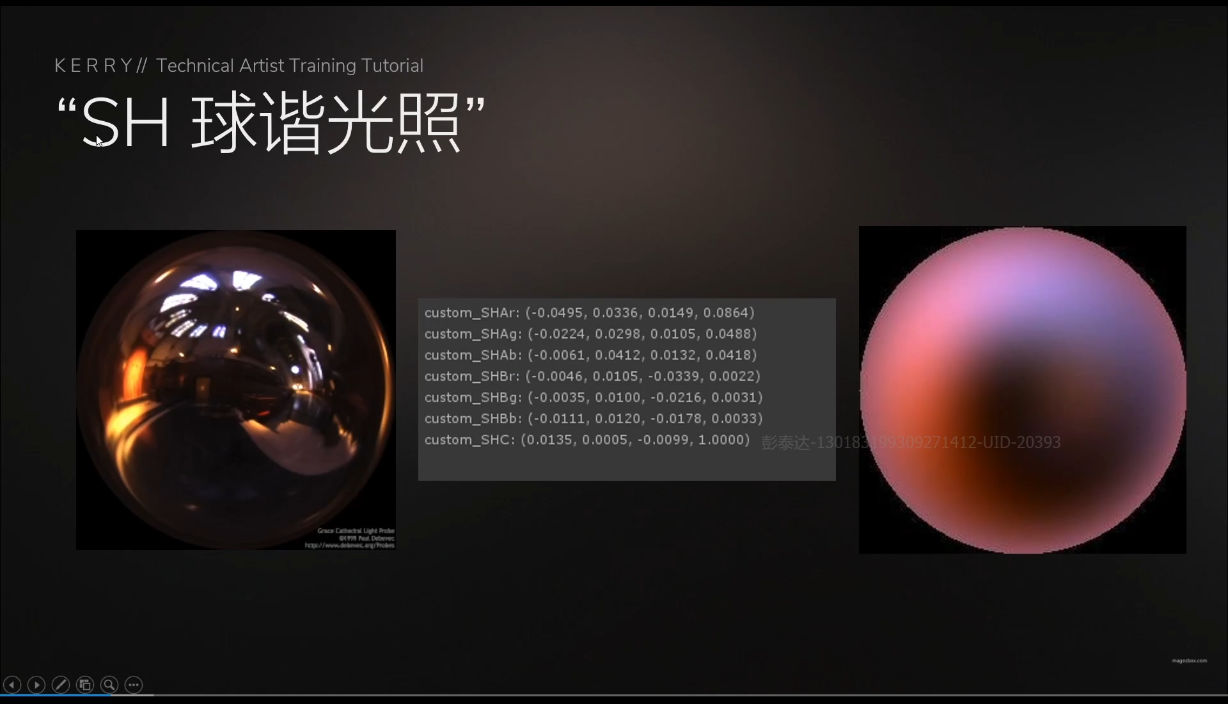 KERRY// Technical Artist Training Tutorial
“SH 球谐光照”
custom_SHAr: (-0.0495, 0.0336, 0.0149, 0.0864)
custom_SHAg: (-0.0224, 0.0298, 0.0105, 0.0488)
custom_SHAb: (-0.0061, 0.0412, 0.0132, 0.0418)
custom_SHBr: (-0.0046, 0.0105, -0.0339, 0.0022)
custom_SHBg: (-0.0035, 0.0100, -0.0216, 0.0031)
custom_SHBb: (-0.0111, 0.0120, -0.0178, 0.0033)
custom_SHC: (0.0135, 0.0005, -0.0099, 1.0000)
彭泰达-130183199309271412-UID-20393
Grace Cathedral Light Probe
©1999 Paul Debevec
http://www.debevec.org/Probes